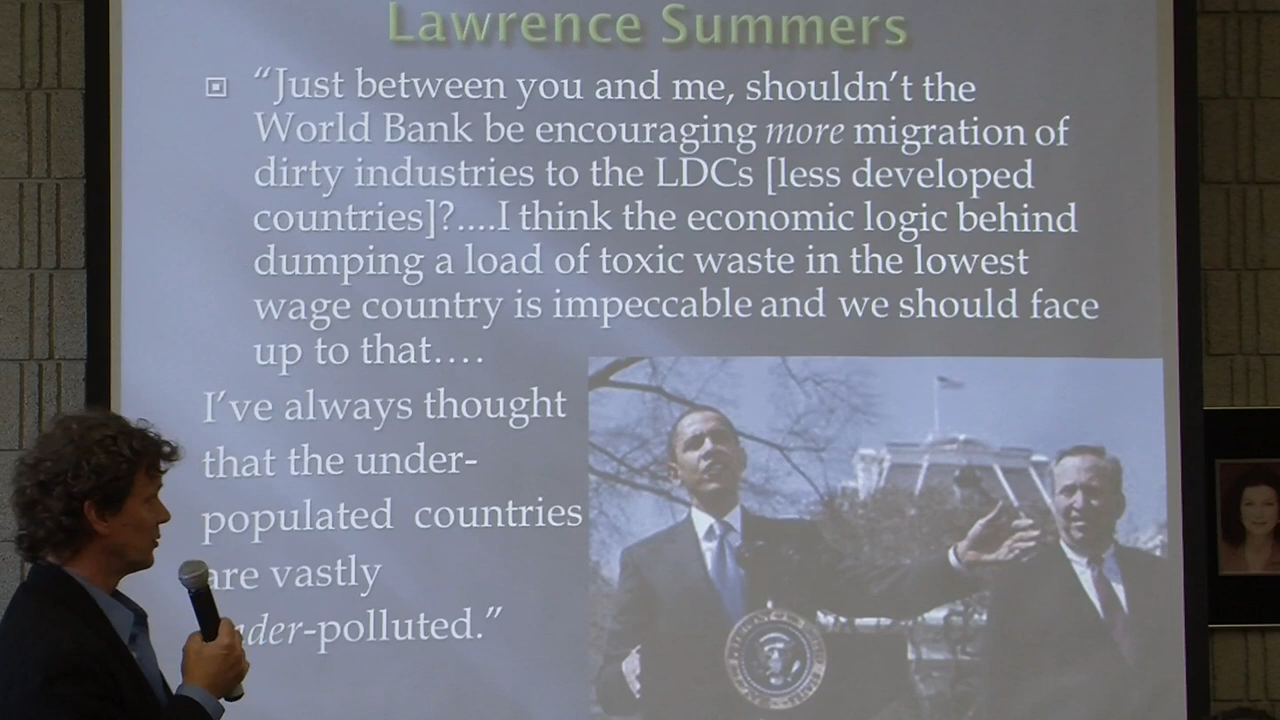 Lawrence Summers
“Just between you and me, shouldn’t the
World Bank be encouraging more migration of
dirty industries to the LDCs [less developed
countries]?....I think the economic logic behind
dumping a load of toxic waste in the lowest
wage country is impeccable and we should face
up to that….
I’ve always thought
that the under-
populated countries
are vastly
-polluted.”